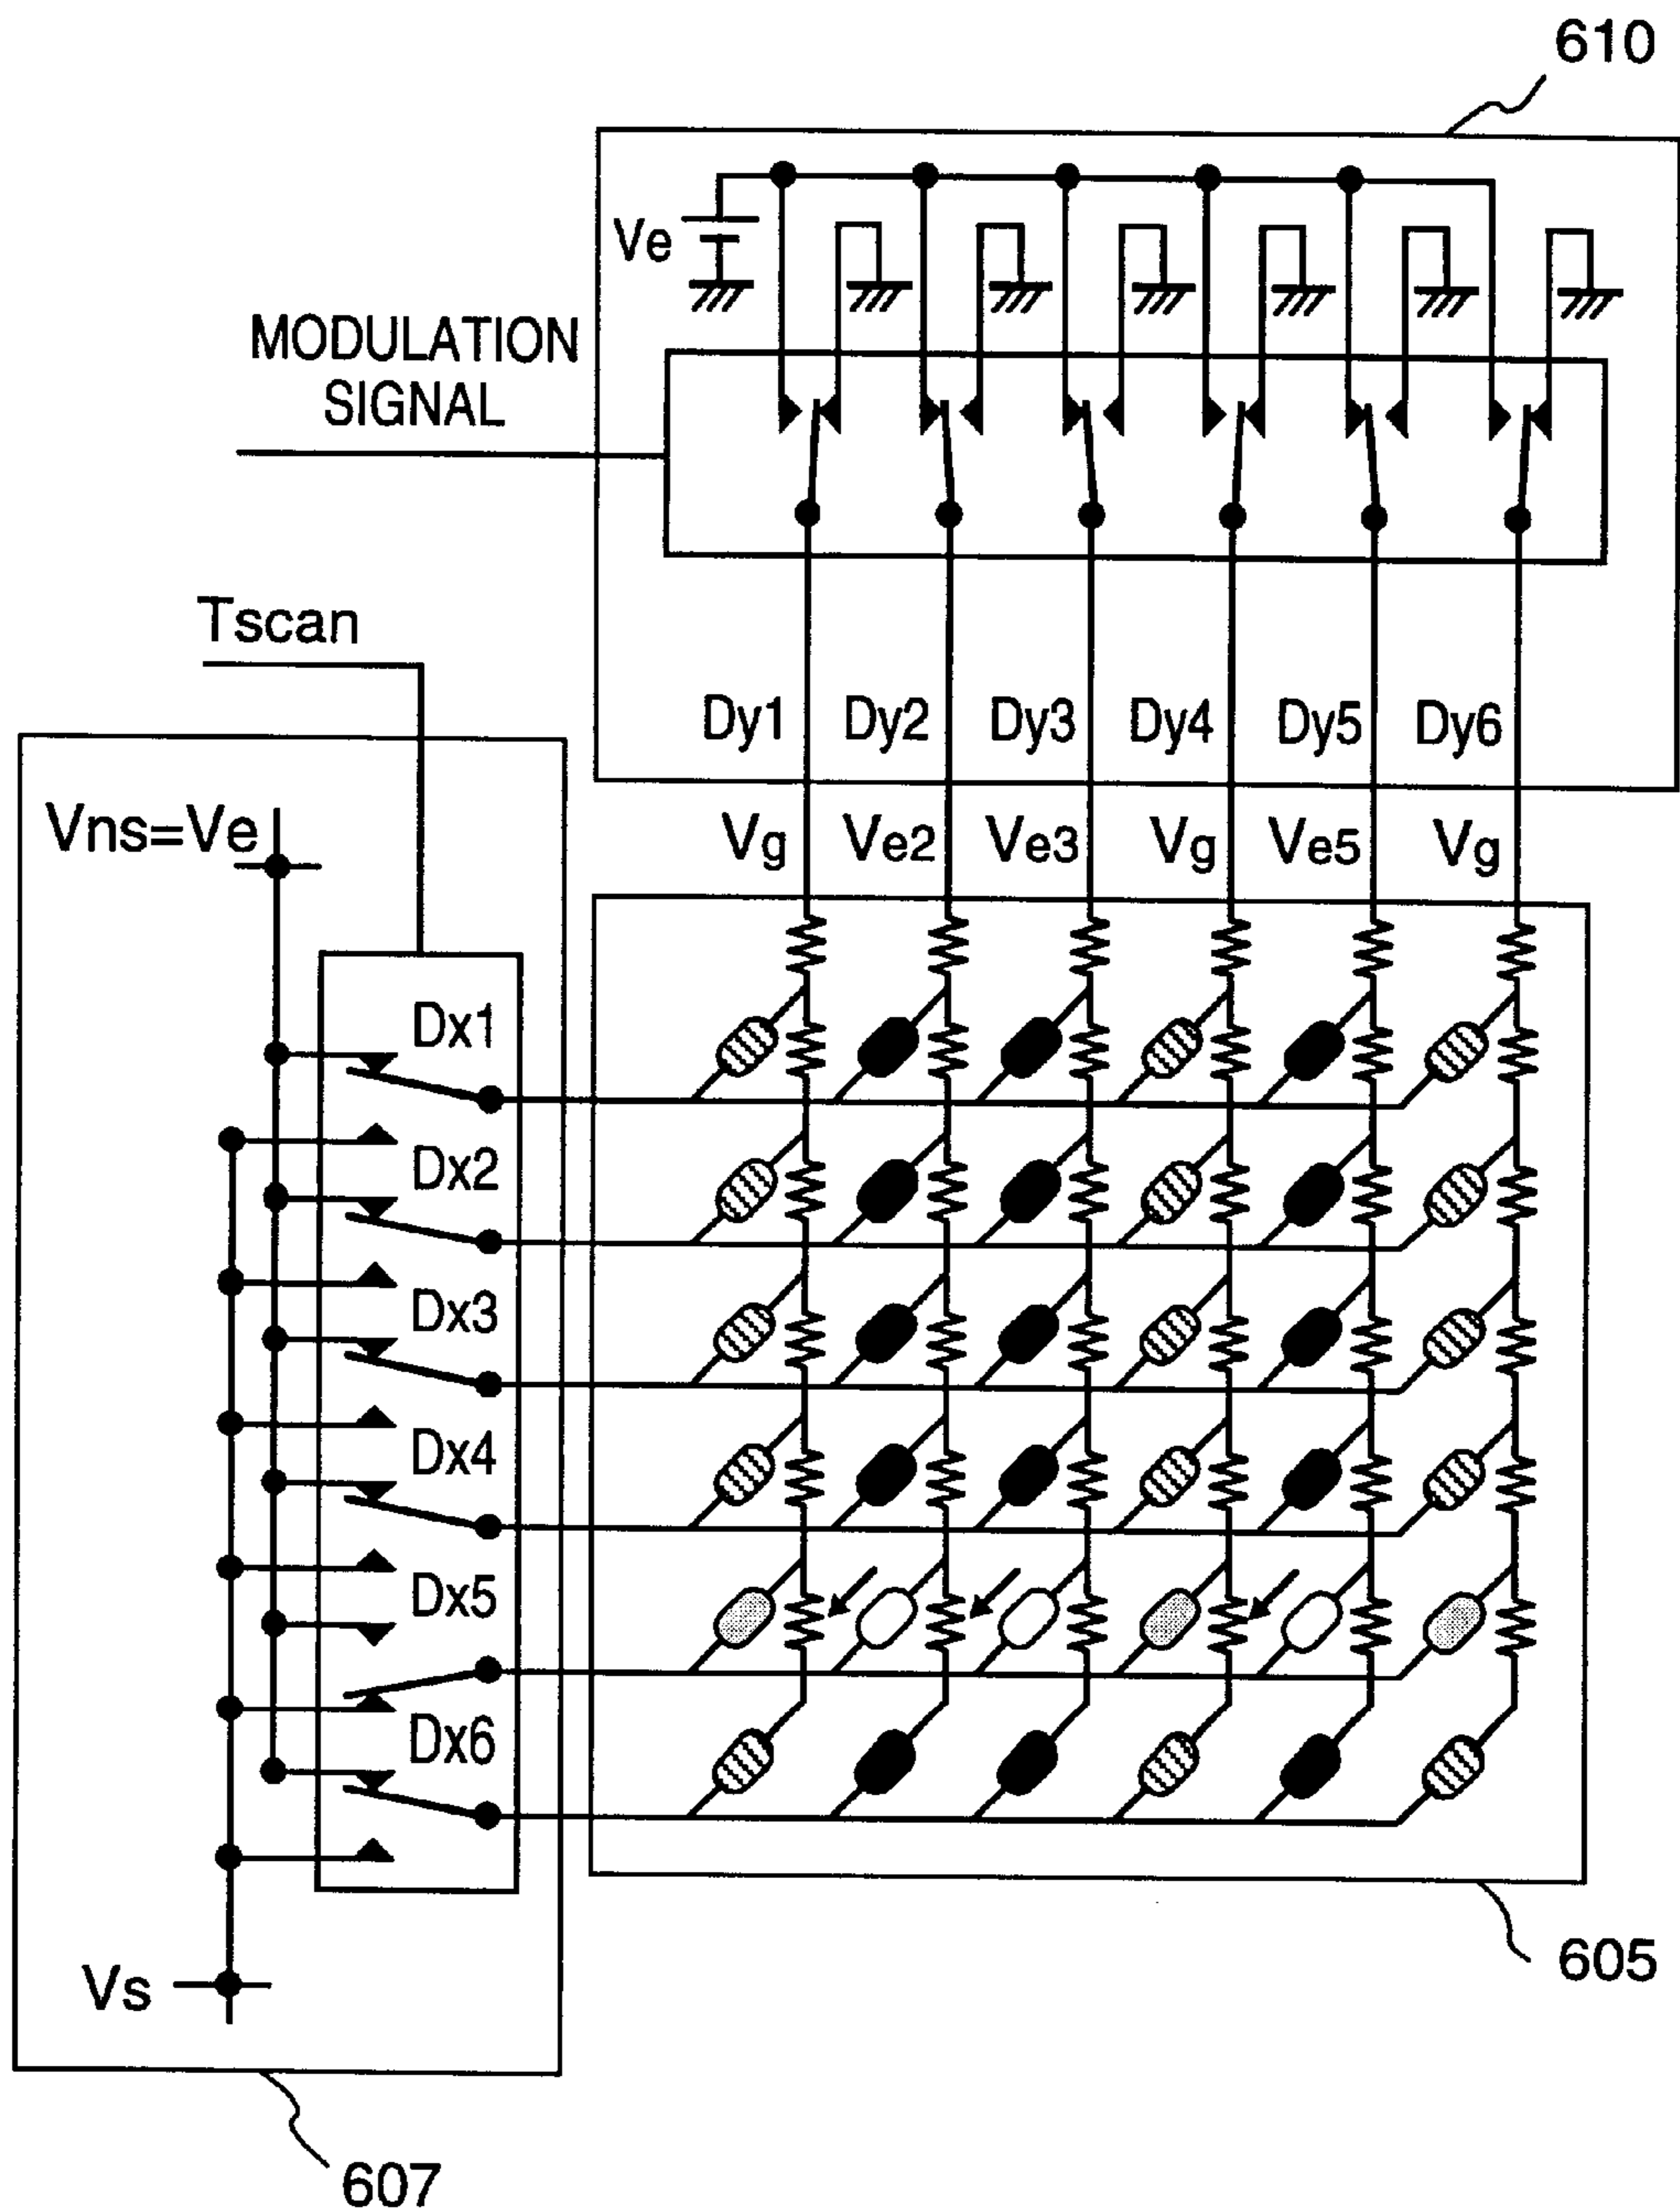 610
Ve
MODULATION
SIGNAL
Tscan
Dy1 Dy2 Dy3 Dy4 Dy5 Dy6
Vns=Ve
Vg Ve2 Ve3 Vg Ve5 Vg
Dx1
Dx2
Dx3
Dx4
Dx5
Dx6
Vs
605
607